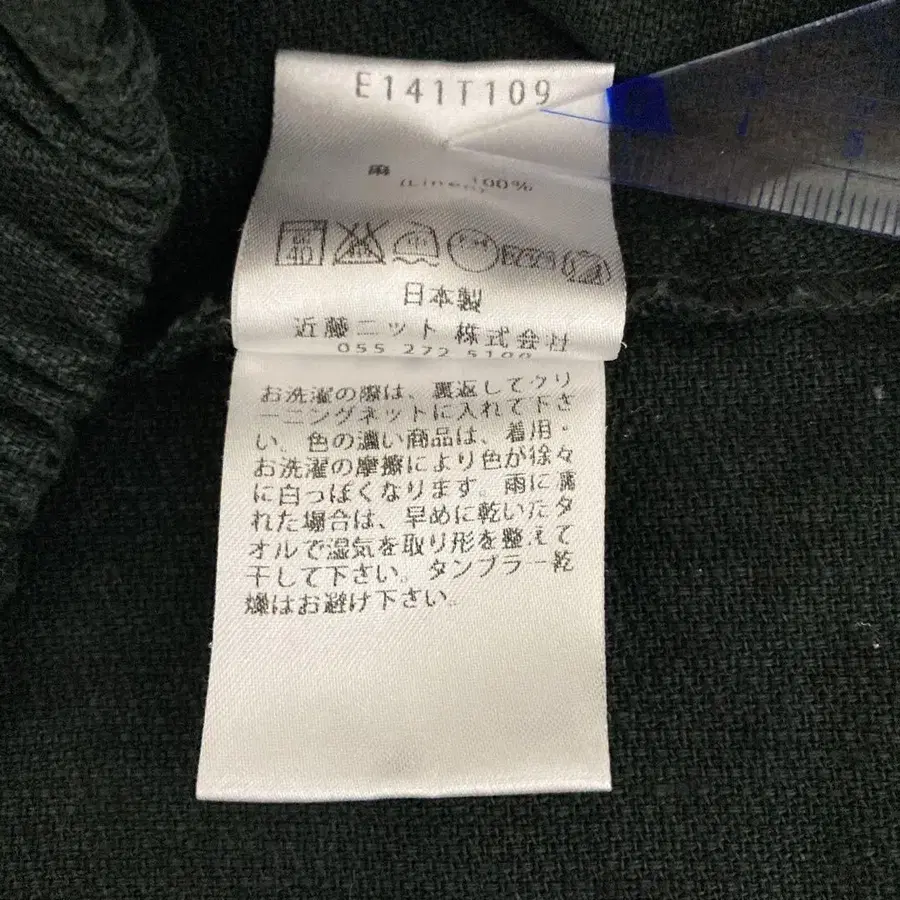 E141T109
麻 100%
(Linen)
40
日本製
近藤ニット 株式会社
055 272 5100
お洗濯の際は、裏返してクリ
ーニングネットに入れて下さ
い。色の濃い商品は、着用・
お洗濯の摩擦により色が徐々
に白っぽくなります。雨に濡
れた場合は、早めに乾いたタ
オルで湿気を取り形を整えて
干して下さい。タンブラー乾
燥はお避け下さい。